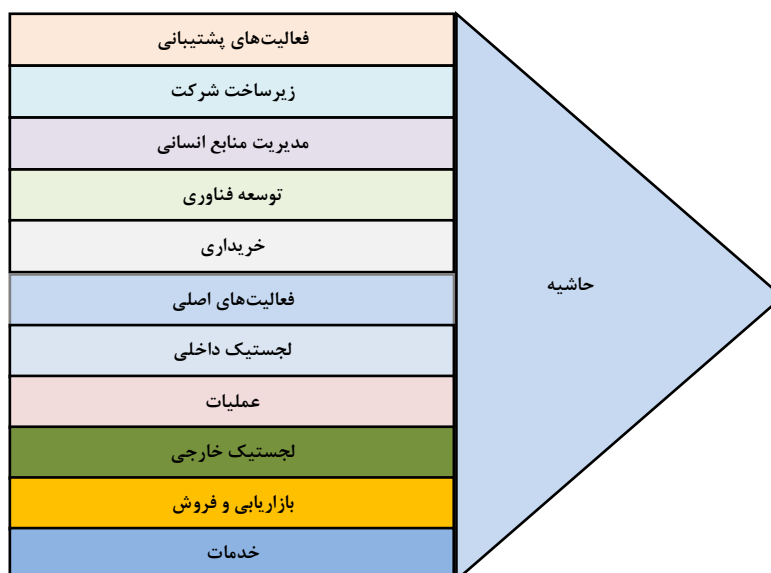 فعالیت‌های پشتیبانی
زیرساخت شرکت
مدیریت منابع انسانی
توسعه فناوری
خریداری
فعالیت‌های اصلی
لجستیک داخلی
عملیات
لجستیک خارجی
بازاریابی و فروش
خدمات
حاشیه